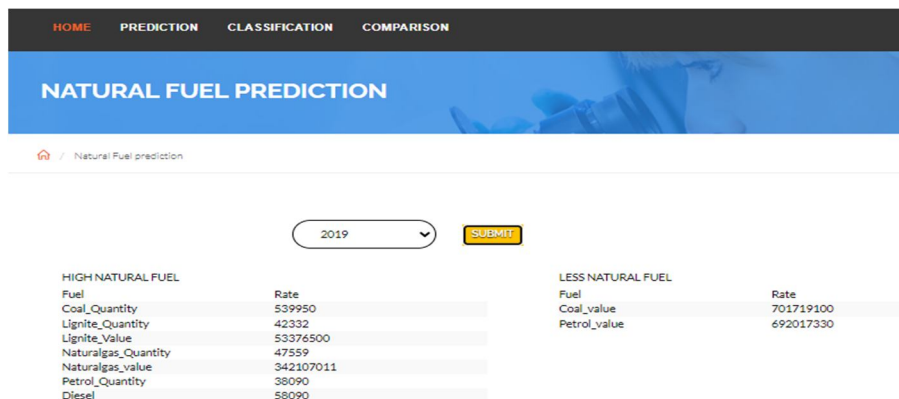 HOME PREDICTION CLASSIFICATION COMPARISON
NATURAL FUEL PREDICTION
/ Natural Fuel prediction
2019 SUBMIT
HIGH NATURAL FUEL
Fuel Rate
Coal_Quantity 539950
Lignite_Quantity 42332
Lignite_Value 53376500
Naturalgas_Quantity 47559
Naturalgas_value 342107011
Petrol_Quantity 38090
Diesel 58090
LESS NATURAL FUEL
Fuel Rate
Coal_value 701719100
Petrol_value 692017330